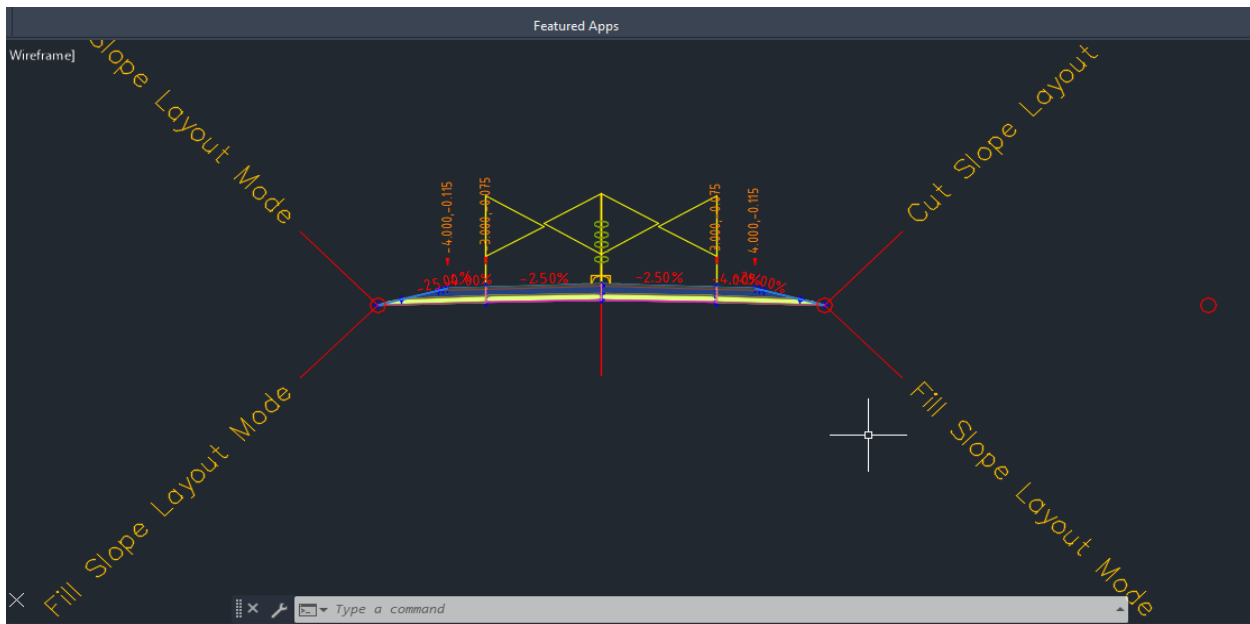 Featured Apps
Wireframe]
Slope Layout Mode
Cut Slope Layout
-4.000,-0.115
-3.000,-0.075
3.000,-0.075
4.000,-0.115
-2.50%
-2.50%
-4.00%
Fill Slope Layout Mode
Fill Slope Layout Mode
Type a command